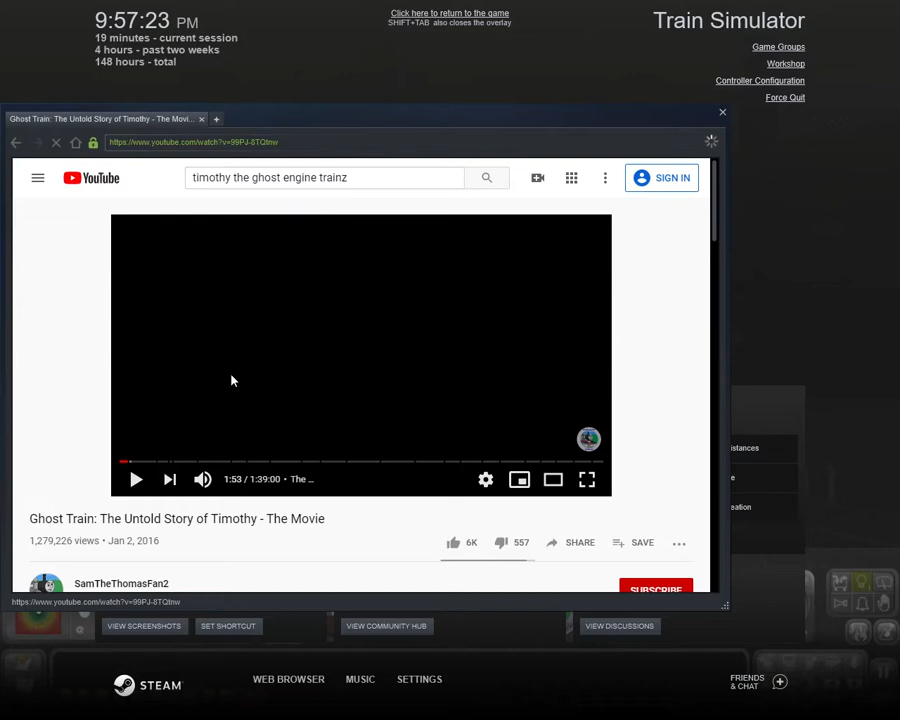 9:57:23 PM
19 minutes - current session
4 hours - past two weeks
148 hours - total
Click here to return to the game
SHIFT+TAB also closes the overlay
Train Simulator
Game Groups
Workshop
Controller Configuration
Force Quit
Ghost Train: The Untold Story of Timothy - The Movi...
https://www.youtube.com/watch?v=99PJ-8TQtnw
YouTube
timothy the ghost engine trainz
SIGN IN
1:53 / 1:39:00 • The ...
Ghost Train: The Untold Story of Timothy - The Movie
1,279,226 views • Jan 2, 2016
6K 557 SHARE SAVE
SamTheThomasFan2
SUBSCRIBE
https://www.youtube.com/watch?v=99PJ-8TQtnw
istances
e
eation
VIEW SCREENSHOTS SET SHORTCUT VIEW COMMUNITY HUB VIEW DISCUSSIONS
STEAM
WEB BROWSER MUSIC SETTINGS
FRIENDS
& CHAT